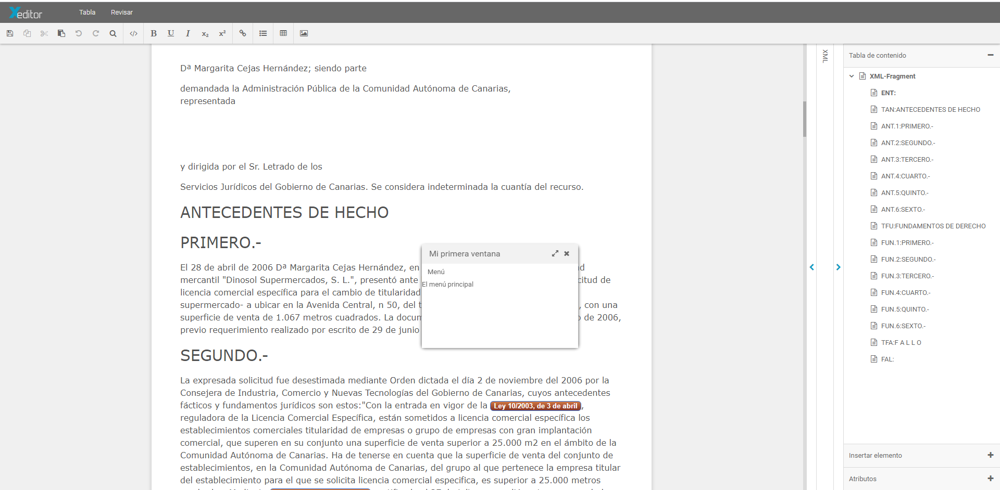 Xeditor
Tabla
Revisar
</>
B
U
I
x₂
x²
Dª Margarita Cejas Hernández; siendo parte
demandada la Administración Pública de la Comunidad Autónoma de Canarias,
representada
y dirigida por el Sr. Letrado de los
Servicios Jurídicos del Gobierno de Canarias. Se considera indeterminada la cuantía del recurso.
ANTECEDENTES DE HECHO
PRIMERO.-
El 28 de abril de 2006 Dª Margarita Cejas Hernández, en
mercantil "Dinosol Supermercados, S. L.", presentó ante
licencia comercial específica para el cambio de titularidad
supermercado- a ubicar en la Avenida Central, n 50, del , con una
superficie de venta de 1.067 metros cuadrados. La de 2006,
previo requerimiento realizado por escrito de 29 de junio
Mi primera ventana
Menú
El menú principal
SEGUNDO.-
La expresada solicitud fue desestimada mediante Orden dictada el día 2 de noviembre del 2006 por la
Consejera de Industria, Comercio y Nuevas Tecnologías del Gobierno de Canarias, cuyos antecedentes
fácticos y fundamentos jurídicos son estos:"Con la entrada en vigor de la Ley 10/2003, de 3 de abril,
reguladora de la Licencia Comercial Específica, están sometidos a licencia comercial específica los
establecimientos comerciales titularidad de empresas o grupo de empresas con gran implantación
comercial, que superen en su conjunto una superficie de venta superior a 25.000 m2 en el ámbito de la
Comunidad Autónoma de Canarias. Ha de tenerse en cuenta que la superficie de venta del conjunto de
establecimientos, en la Comunidad Autónoma de Canarias, del grupo al que pertenece la empresa titular
del establecimiento para el que se solicita licencia comercial especifica, es superior a 25.000 metros
XML
Tabla de contenido
XML-Fragment
ENT:
TAN:ANTECEDENTES DE HECHO
ANT.1:PRIMERO.-
ANT.2:SEGUNDO.-
ANT.3:TERCERO.-
ANT.4:CUARTO.-
ANT.5:QUINTO.-
ANT.6:SEXTO.-
TFU:FUNDAMENTOS DE DERECHO
FUN.1:PRIMERO.-
FUN.2:SEGUNDO.-
FUN.3:TERCERO.-
FUN.4:CUARTO.-
FUN.5:QUINTO.-
FUN.6:SEXTO.-
TFA:F A L L O
FAL:
Insertar elemento
Atributos